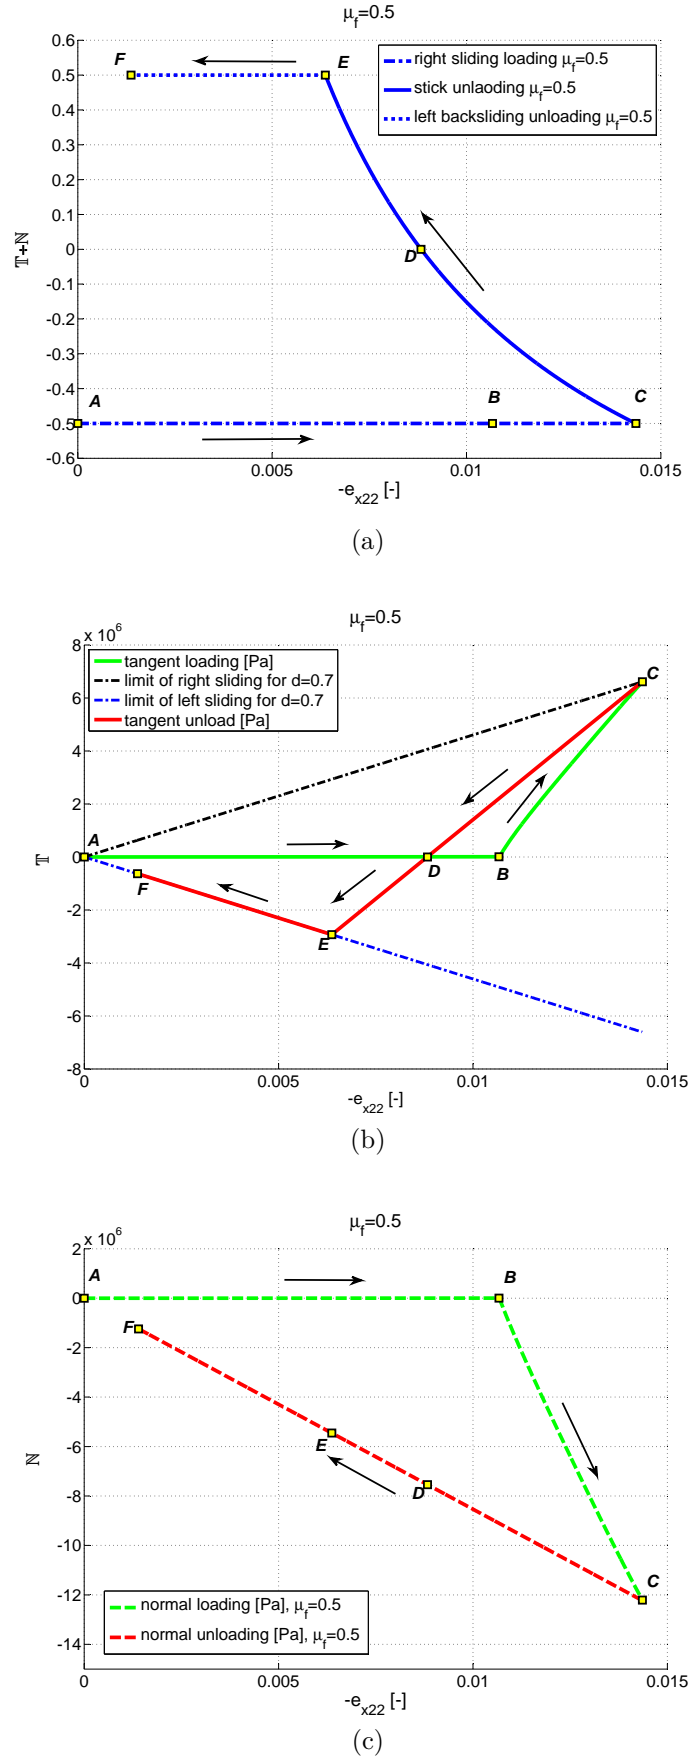 μf=0.5
0.6
F
E
0.5
right sliding loading μf=0.5
stick unlaoding μf=0.5
left backsliding unloading μf=0.5
0.4
0.3
0.2
0.1
𝕋+ℕ
0
D
-0.1
-0.2
-0.3
-0.4
A
B
C
-0.5
-0.6
0
0.005
0.01
0.015
-ex22 [-]
(a)
μf=0.5
x 10^6
8
tangent loading [Pa]
limit of right sliding for d=0.7
limit of left sliding for d=0.7
tangent unload [Pa]
C
6
4
2
A
0
𝕋
D
B
F
-2
E
-4
-6
-8
0
0.005
0.01
0.015
-ex22 [-]
(b)
μf=0.5
x 10^6
2
A
B
0
F
-2
-4
E
-6
ℕ
D
-8
-10
C
-12
normal loading [Pa], μf=0.5
normal unloading [Pa], μf=0.5
-14
0
0.005
0.01
0.015
-ex22 [-]
(c)